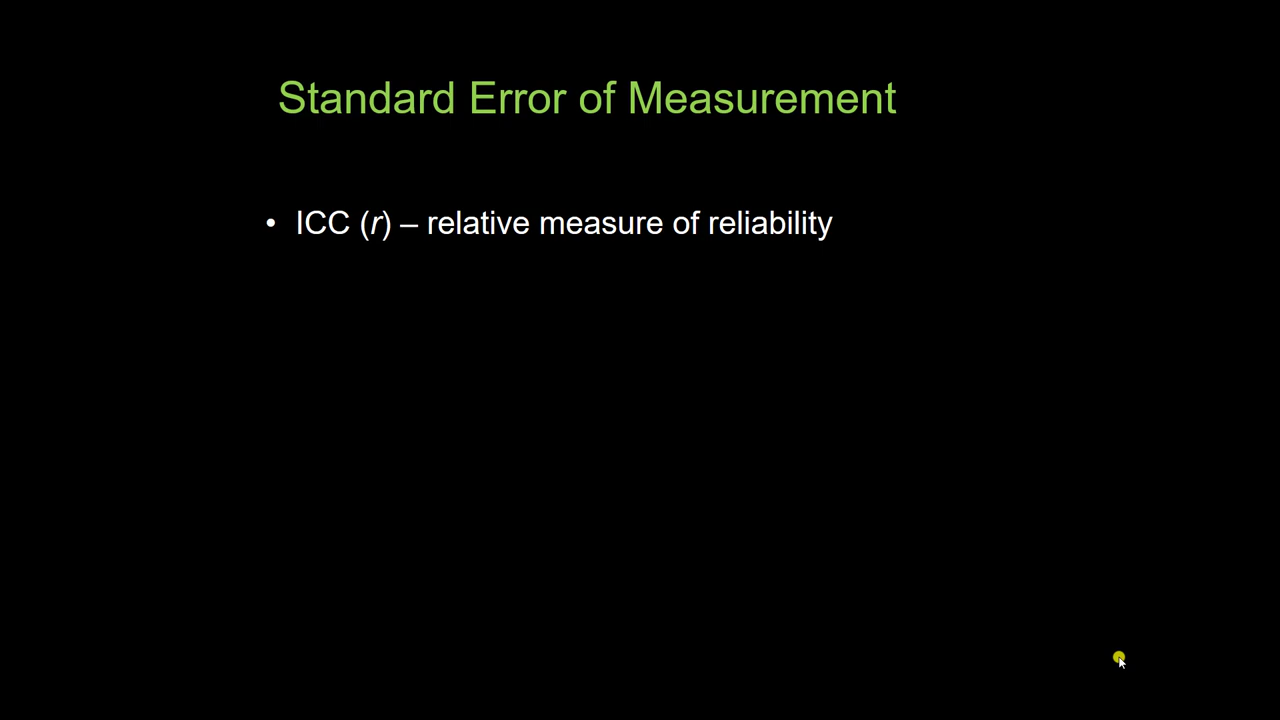 Standard Error of Measurement
• ICC (r) – relative measure of reliability